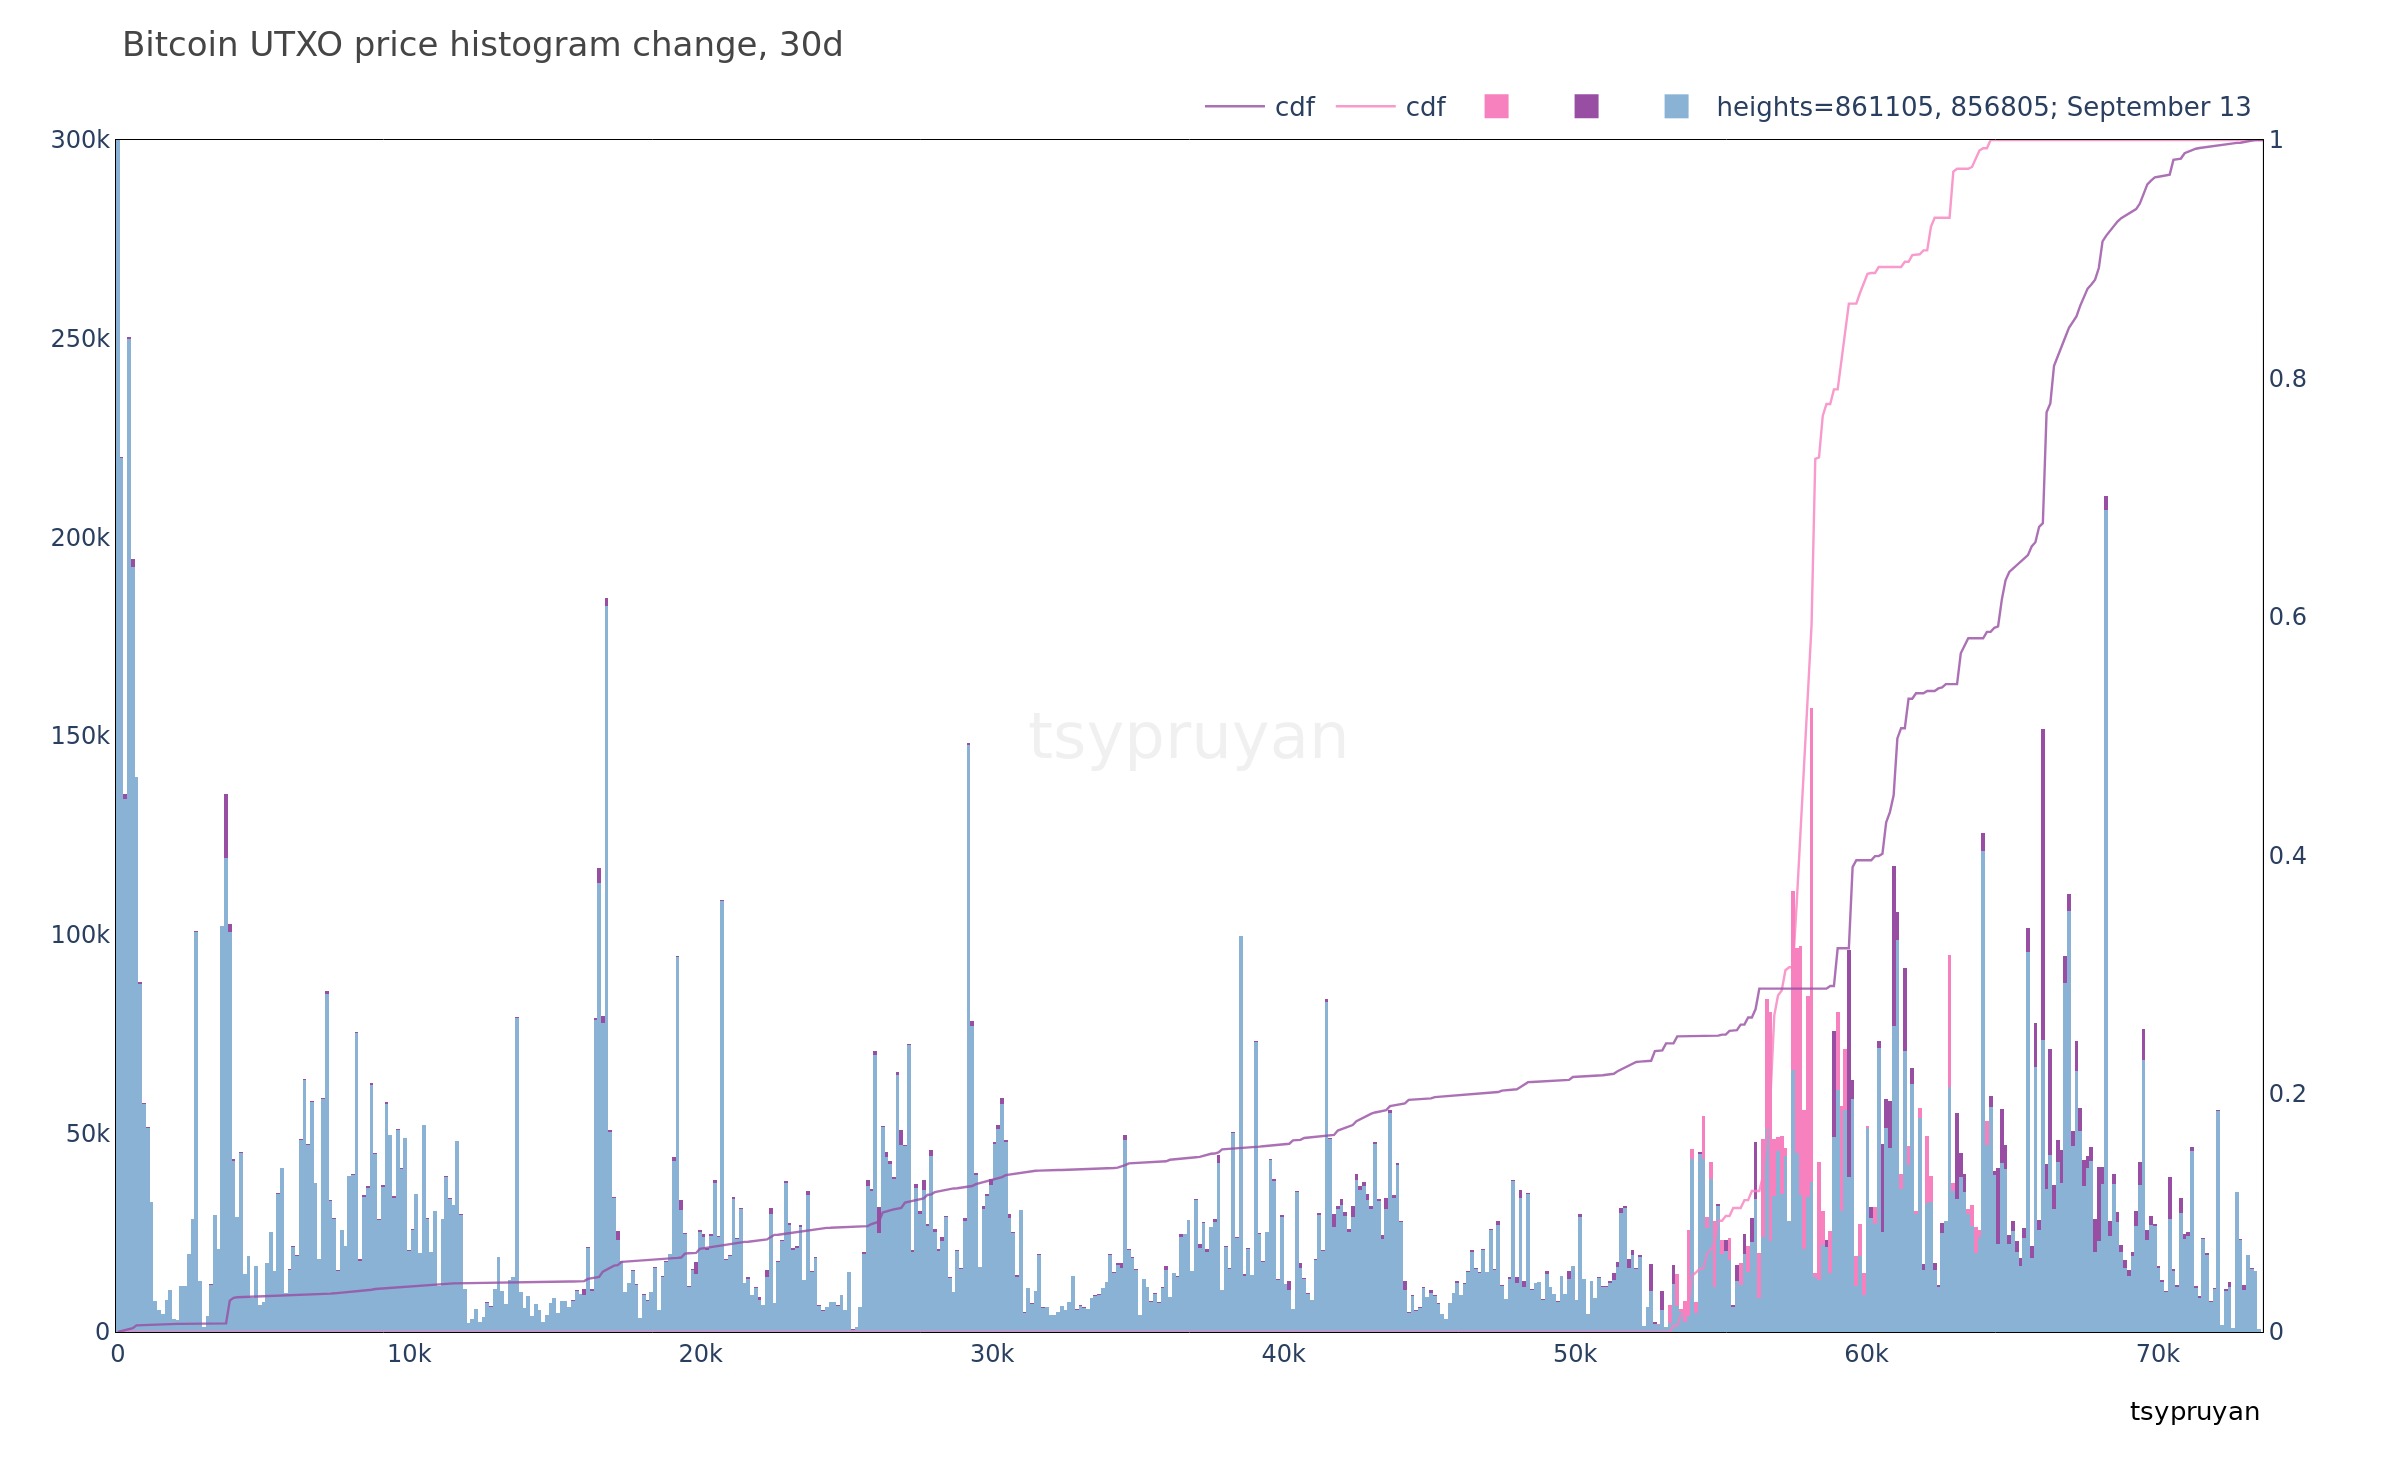 Bitcoin UTXO price histogram change, 30d
cdf cdf heights=861105, 856805; September 13
300k
250k
200k
150k
100k
50k
0
1
0.8
0.6
0.4
0.2
0
tsypruyan
0 10k 20k 30k 40k 50k 60k 70k
tsypruyan